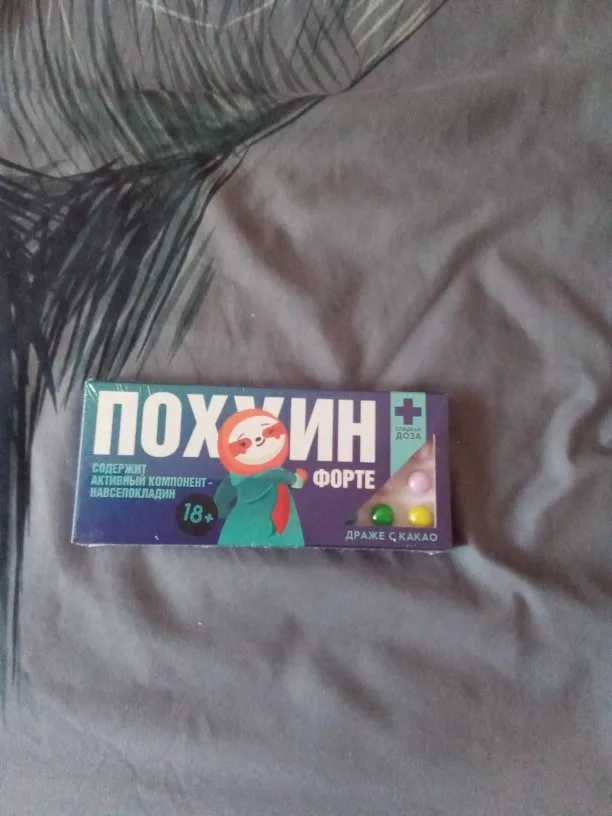 ПОХУИН
ФОРТЕ
СОДЕРЖИТ
АКТИВНЫЙ КОМПОНЕНТ-
НАВСЕПОКЛАДИН
18+
СЛАДКАЯ
ДОЗА
ДРАЖЕ С КАКАО